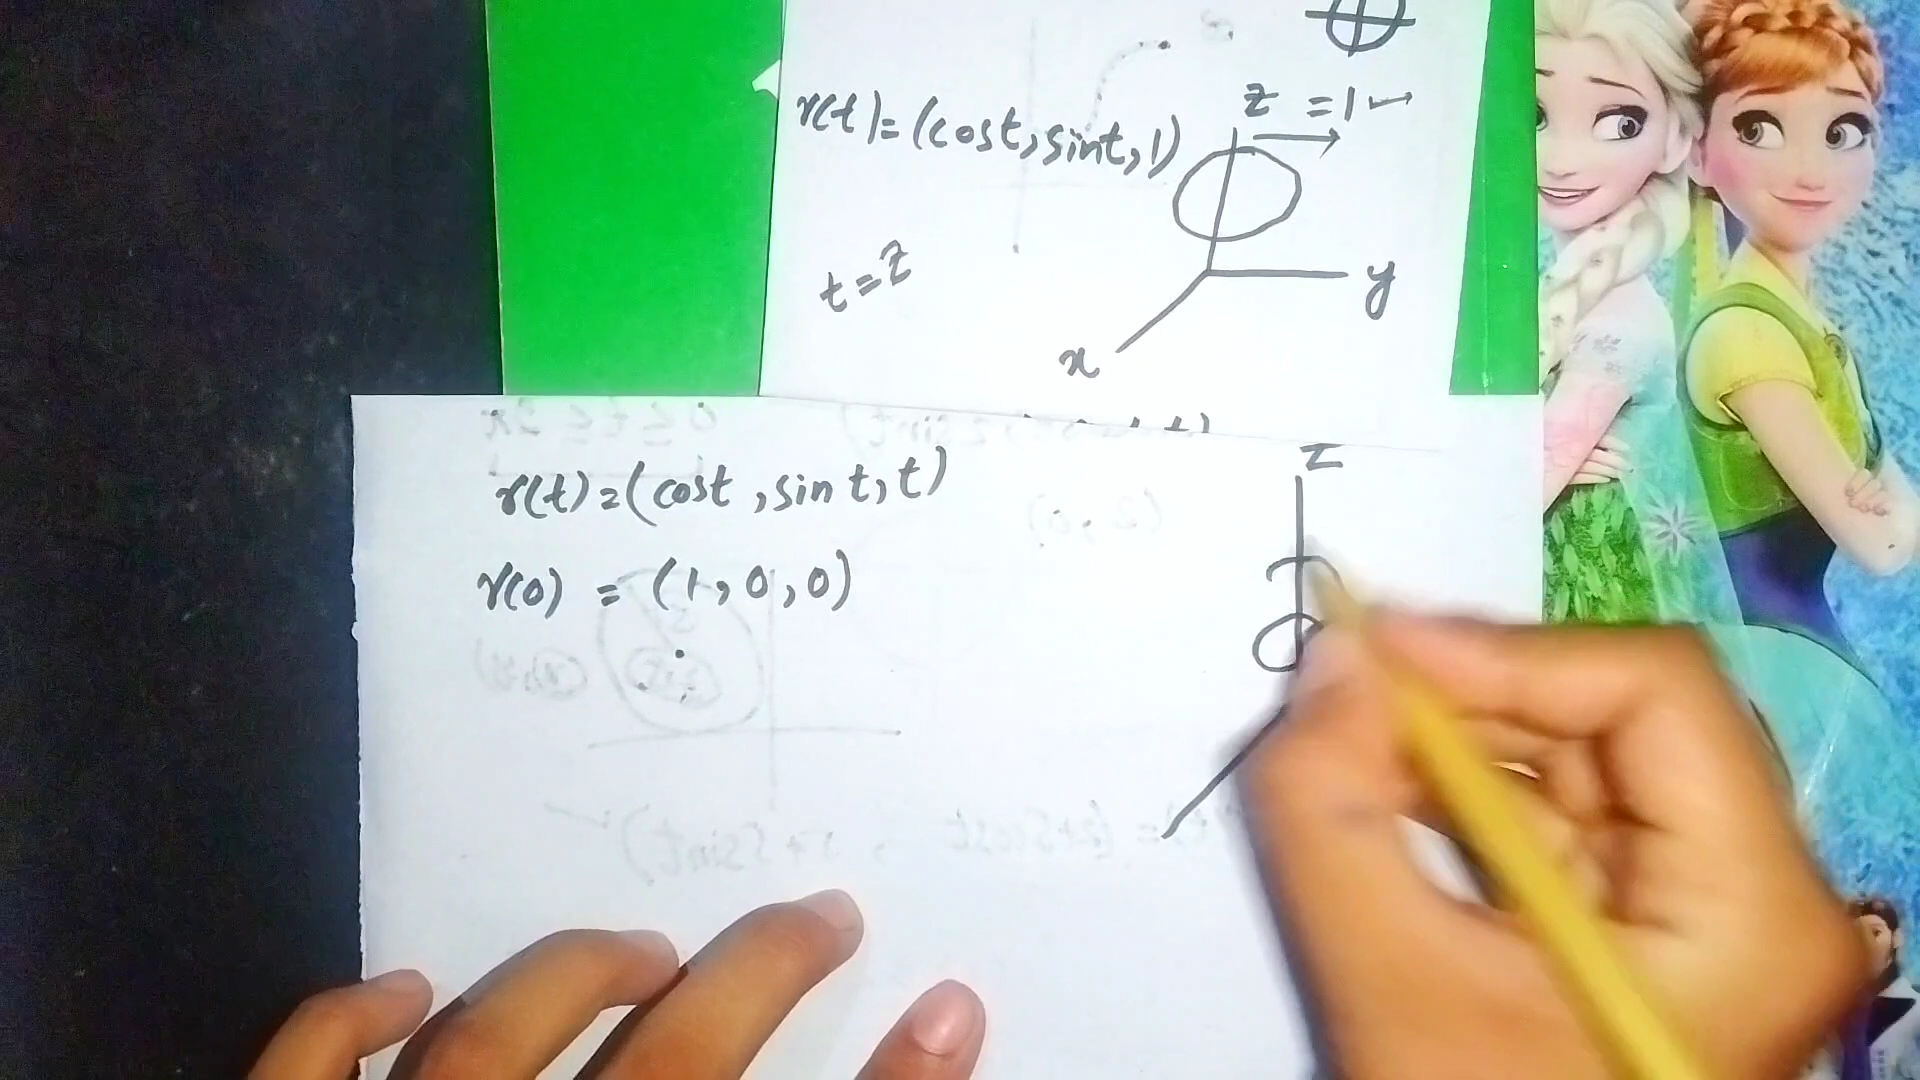 z = 1
r(t) = (cost, sint, 1)
t = z
y
x
z
r(t) = (cost, sin t, t)
r(0) = (1, 0, 0)